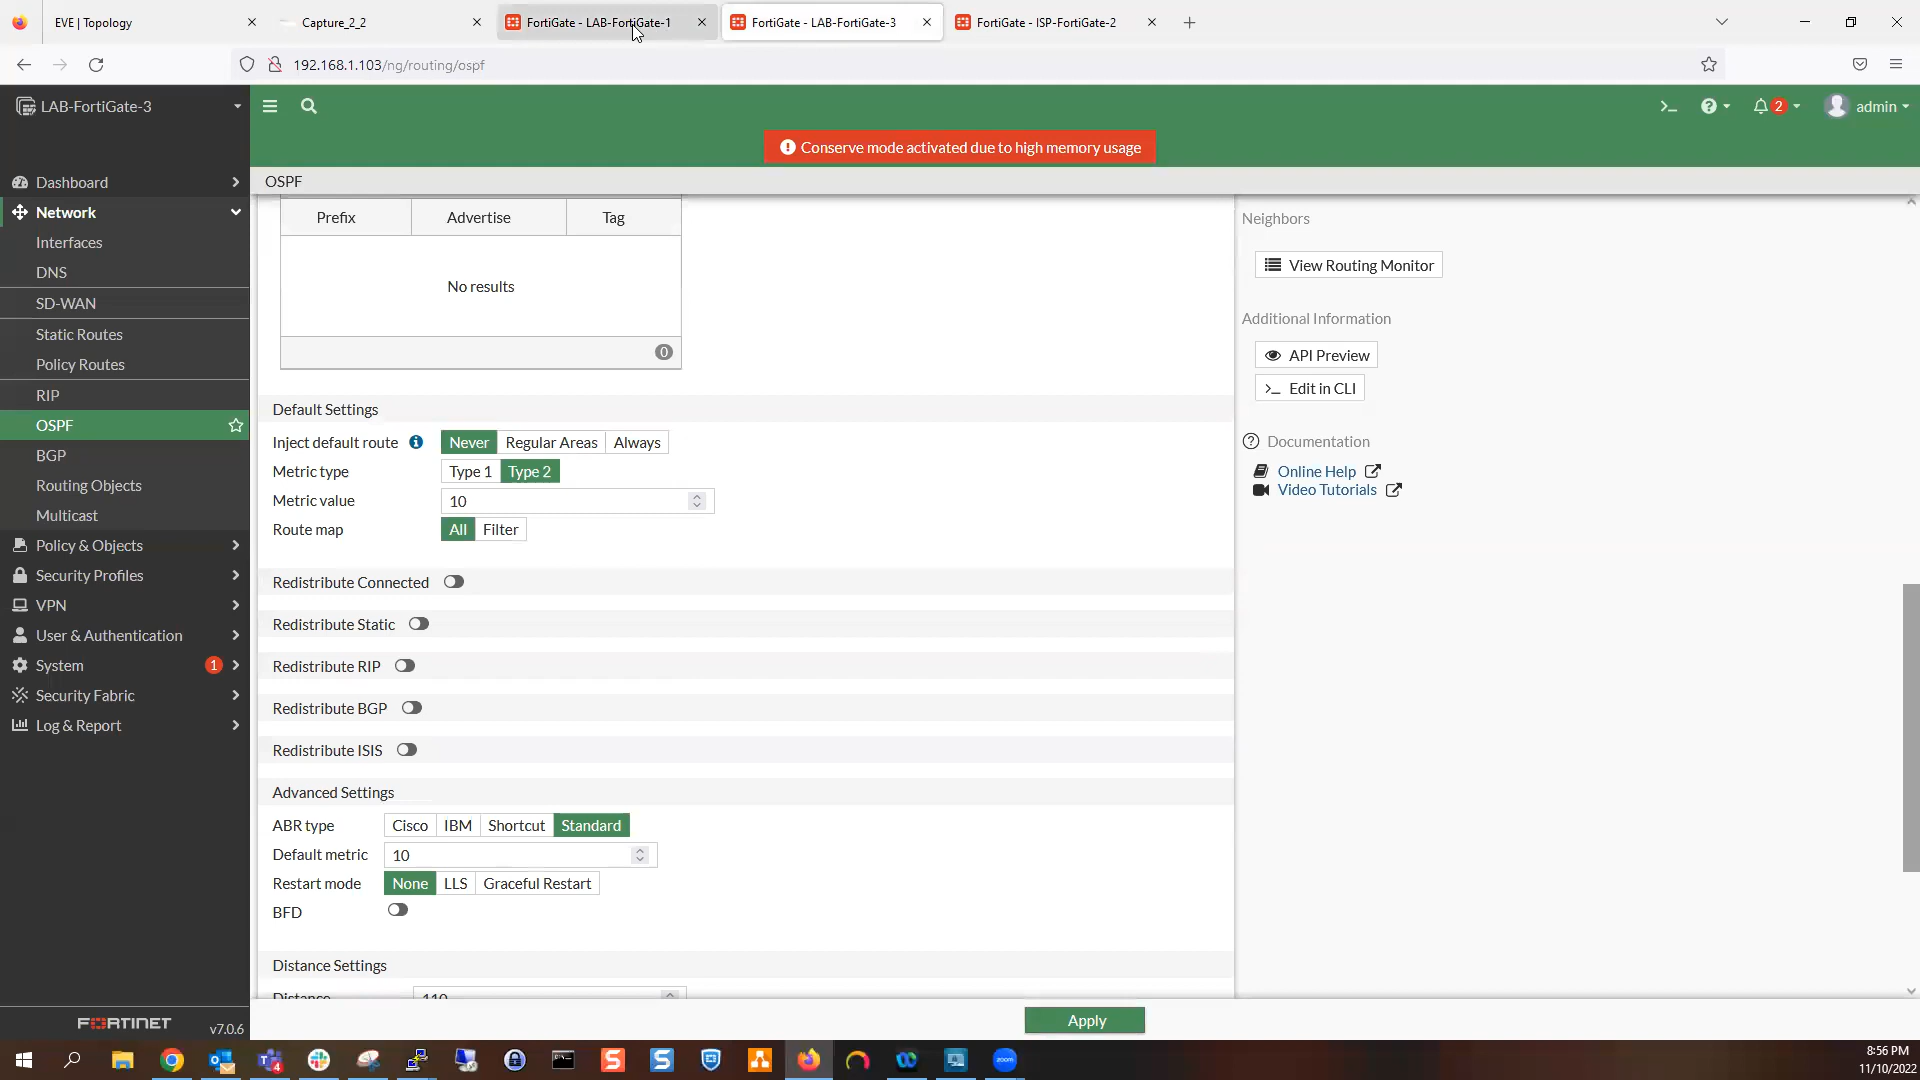 EVE | Topology
Capture_2_2
FortiGate - LAB-FortiGate-1
FortiGate - LAB-FortiGate-3
FortiGate - ISP-FortiGate-2
192.168.1.103/ng/routing/ospf
LAB-FortiGate-3
2
admin
Conserve mode activated due to high memory usage
OSPF
Dashboard
Network
Interfaces
DNS
SD-WAN
Static Routes
Policy Routes
RIP
OSPF
BGP
Routing Objects
Multicast
Policy & Objects
Security Profiles
VPN
User & Authentication
System 1
Security Fabric
Log & Report
FORTINET v7.0.6
Prefix Advertise Tag
No results
0
Default Settings
Inject default route Never Regular Areas Always
Metric type Type 1 Type 2
Metric value 10
Route map All Filter
Redistribute Connected
Redistribute Static
Redistribute RIP
Redistribute BGP
Redistribute ISIS
Advanced Settings
ABR type Cisco IBM Shortcut Standard
Default metric 10
Restart mode None LLS Graceful Restart
BFD
Distance Settings
Distance 110
Apply
Neighbors
View Routing Monitor
Additional Information
API Preview
Edit in CLI
Documentation
Online Help
Video Tutorials
4
zoom
8:56 PM
11/10/2022